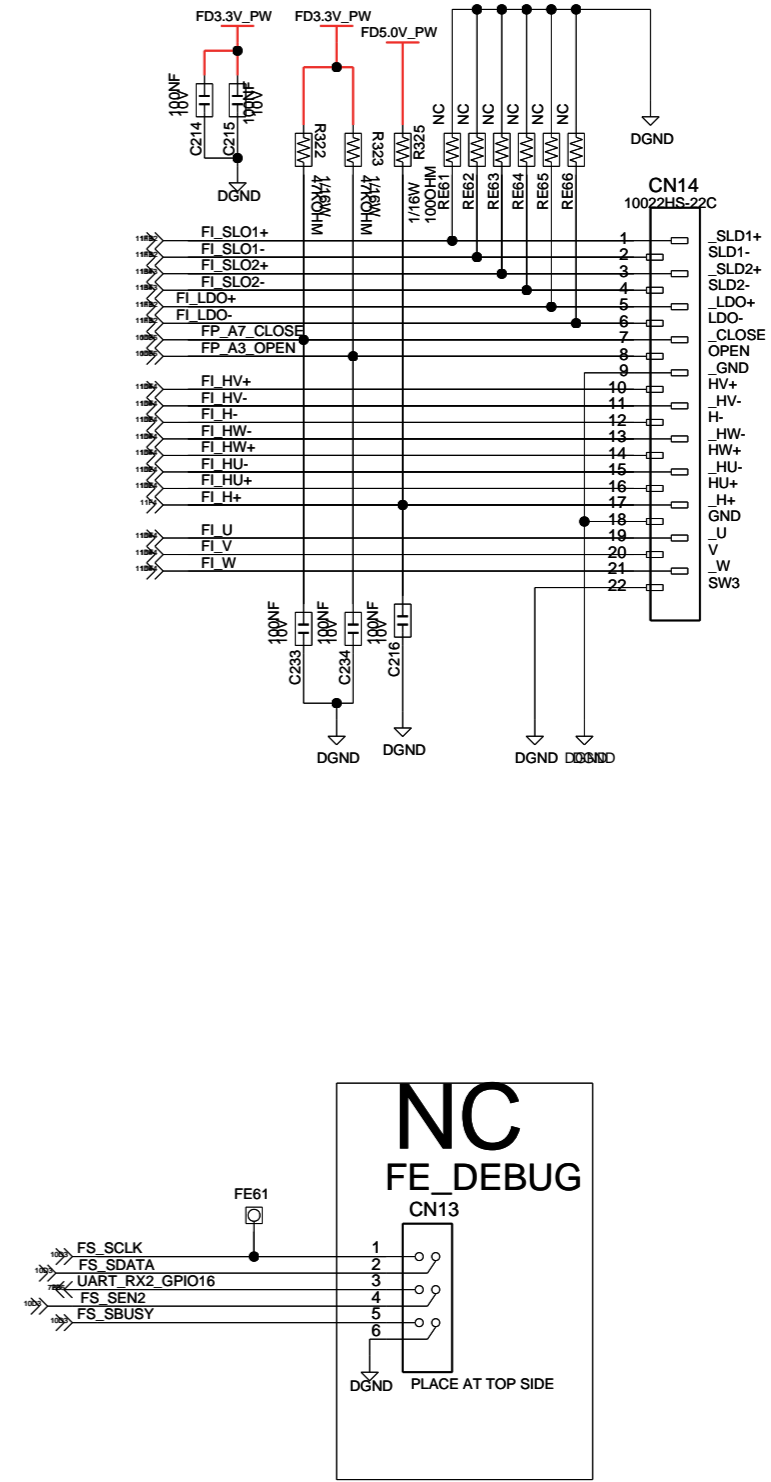 FD3.3V_PW
FD3.3V_PW
FD5.0V_PW
100NF
10V
C214
100NF
10V
C215
DGND
R322
1/16W
47KOHM
R323
1/16W
47KOHM
R325
1/16W
100OHM
NC
RE61
NC
RE62
NC
RE63
NC
RE64
NC
RE65
NC
RE66
DGND
CN14
10022HS-22C
FI_SLO1+ 1 _SLD1+
FI_SLO1- 2 SLD1-
FI_SLO2+ 3 _SLD2+
FI_SLO2- 4 SLD2-
FI_LDO+ 5 _LDO+
FI_LDO- 6 LDO-
FP_A7_CLOSE 7 _CLOSE
FP_A3_OPEN 8 OPEN
9 _GND
FI_HV+ 10 HV+
FI_HV- 11 _HV-
FI_H- 12 H-
FI_HW- 13 _HW-
FI_HW+ 14 HW+
FI_HU- 15 _HU-
FI_HU+ 16 HU+
FI_H+ 17 _H+
18 GND
FI_U 19 _U
FI_V 20 V
FI_W 21 _W
22 SW3
100NF
10V
C233
100NF
10V
C234
100NF
10V
C216
DGND
DGND
DGND
DGND
NC
FE_DEBUG
CN13
FE61
FS_SCLK 1
FS_SDATA 2
UART_RX2_GPIO16 3
FS_SEN2 4
FS_SBUSY 5
6
DGND
PLACE AT TOP SIDE